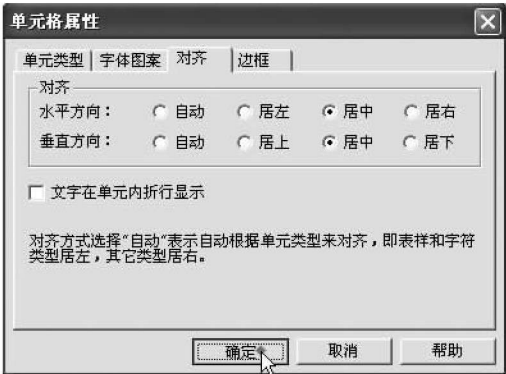 单元格属性
单元类型 字体图案 对齐 边框
对齐
水平方向： 自动 居左 居中 居右
垂直方向： 自动 居上 居中 居下
文字在单元内折行显示
对齐方式选择“自动”表示自动根据单元类型来对齐，即表样和字符
类型居左，其它类型居右。
确定 取消 帮助